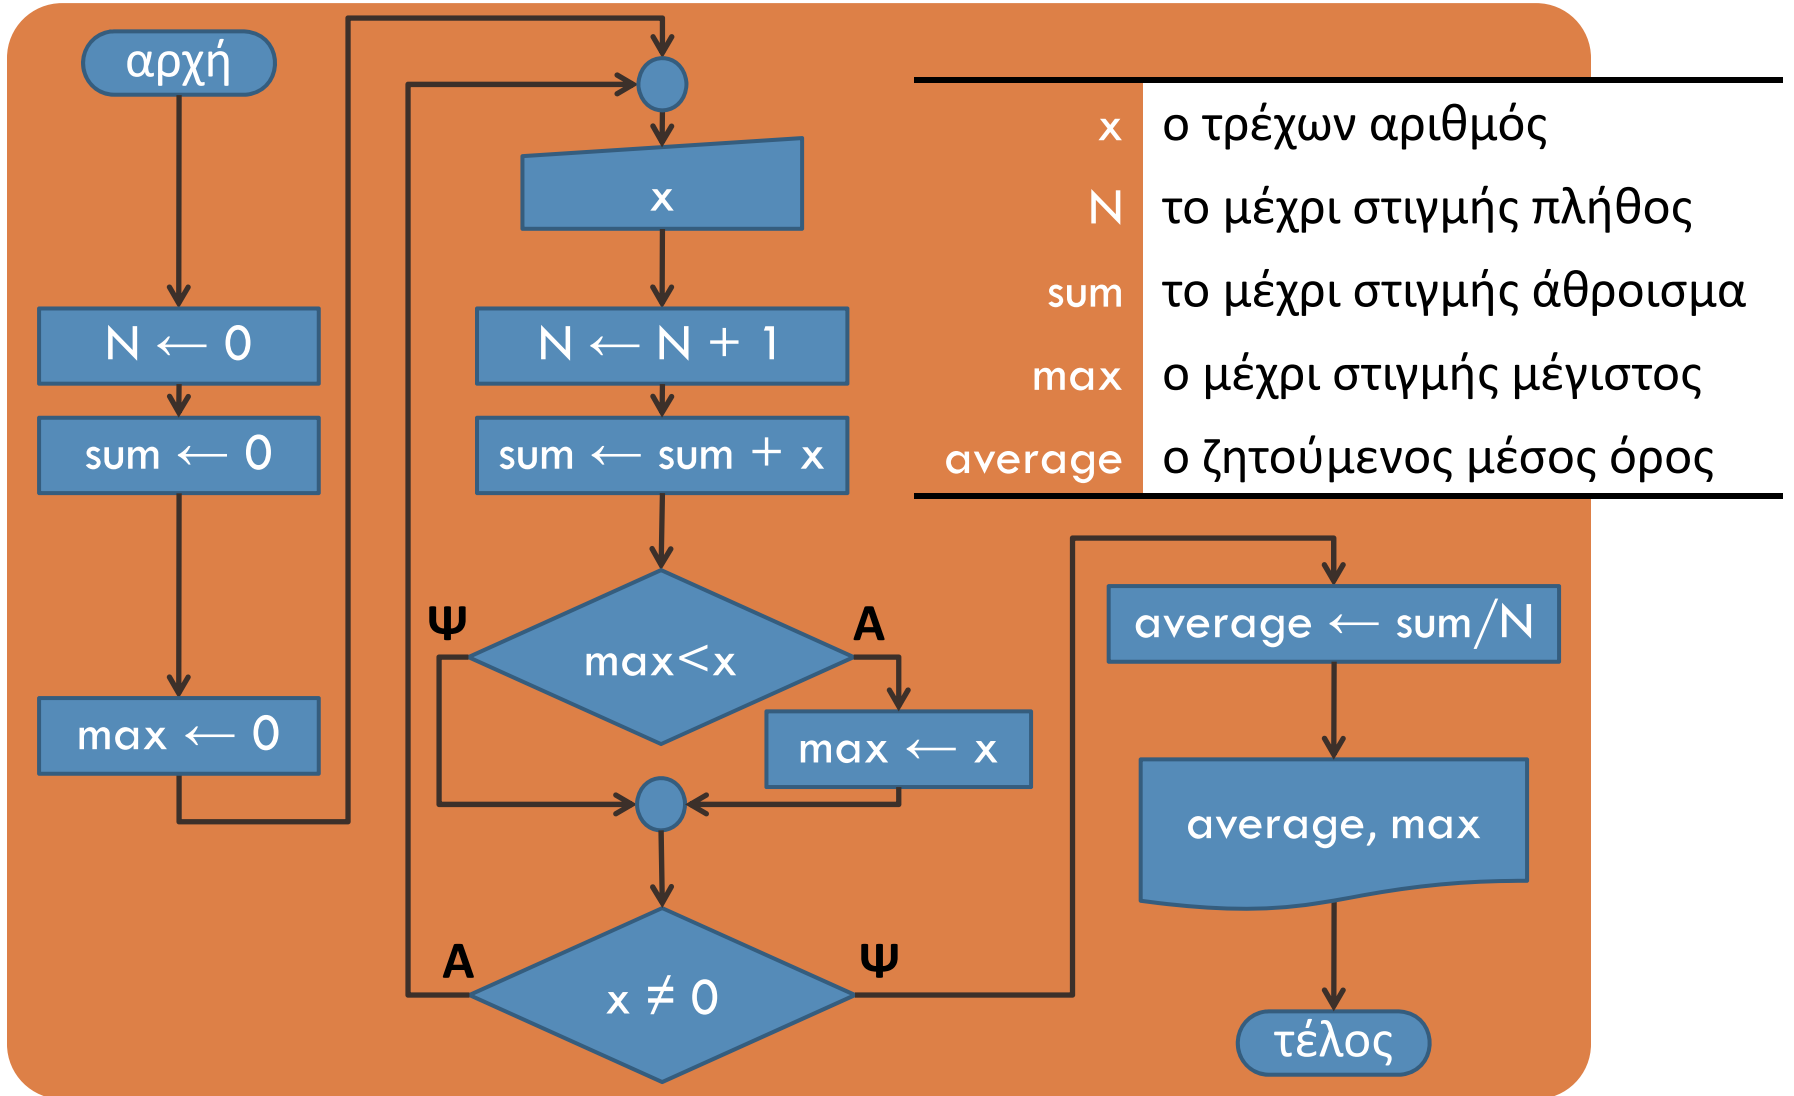 αρχή
N ← 0
sum ← 0
max ← 0
x
N ← N + 1
sum ← sum + x
max<x
Ψ
A
max ← x
x ≠ 0
A
Ψ
average ← sum/N
average, max
τέλος
x ο τρέχων αριθμός
N το μέχρι στιγμής πλήθος
sum το μέχρι στιγμής άθροισμα
max ο μέχρι στιγμής μέγιστος
average ο ζητούμενος μέσος όρος